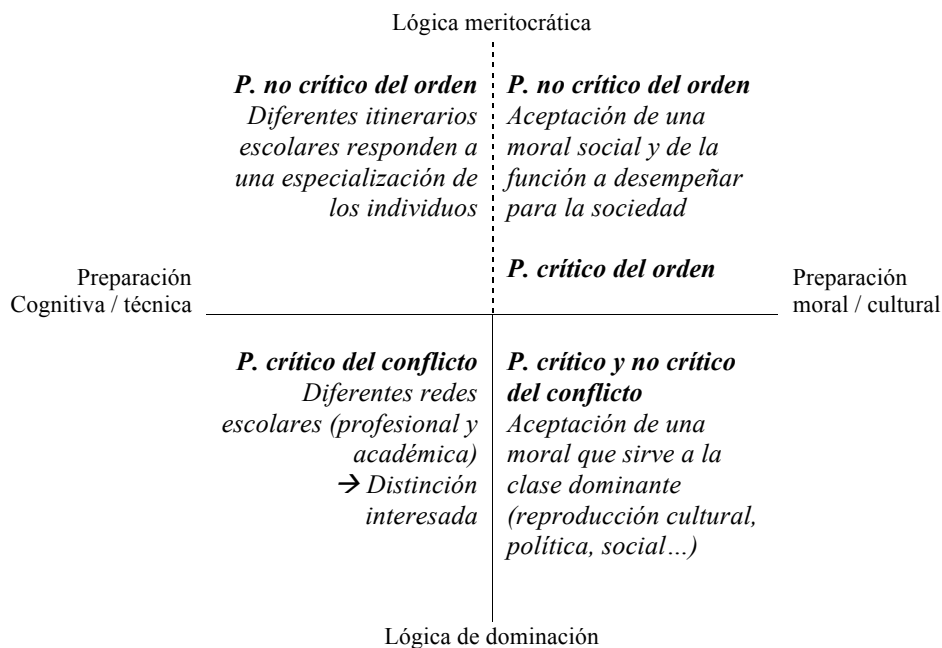 Lógica meritocrática
P. no crítico del orden
Diferentes itinerarios
escolares responden a
una especialización de
los individuos
P. no crítico del orden
Aceptación de una
moral social y de la
función a desempeñar
para la sociedad
P. crítico del orden
Preparación
Cognitiva / técnica
Preparación
moral / cultural
P. crítico del conflicto
Diferentes redes
escolares (profesional y
académica)
→ Distinción
interesada
P. crítico y no crítico
del conflicto
Aceptación de una
moral que sirve a la
clase dominante
(reproducción cultural,
política, social…)
Lógica de dominación